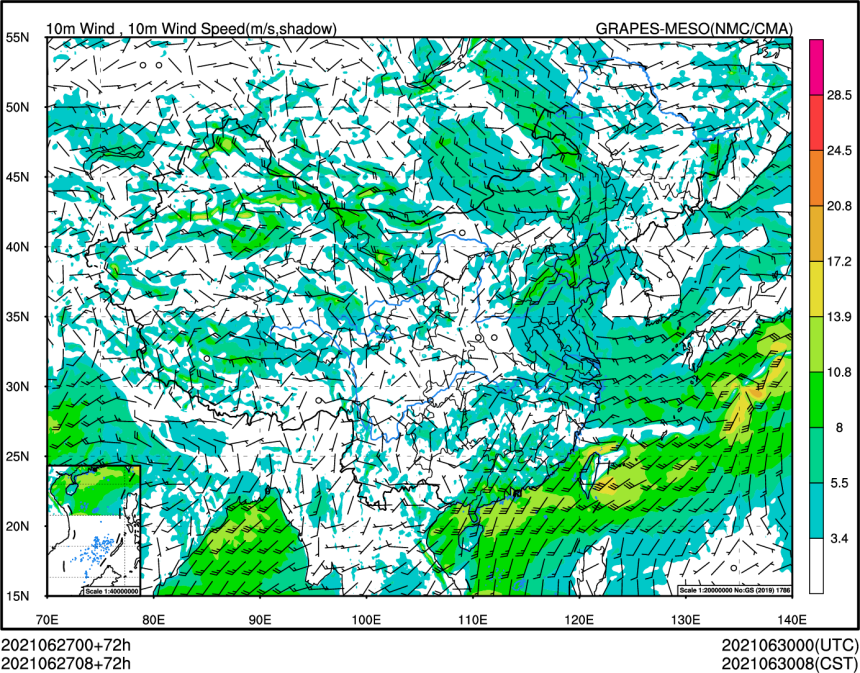 10m Wind , 10m Wind Speed(m/s,shadow) GRAPES-MESO(NMC/CMA)
55N
50N
45N
40N
35N
30N
25N
20N
15N
28.5
24.5
20.8
17.2
13.9
10.8
8
5.5
3.4
Scale 1:40000000
Scale 1:20000000 No:GS (2019) 1786
70E 80E 90E 100E 110E 120E 130E 140E
2021062700+72h 2021063000(UTC)
2021062708+72h 2021063008(CST)